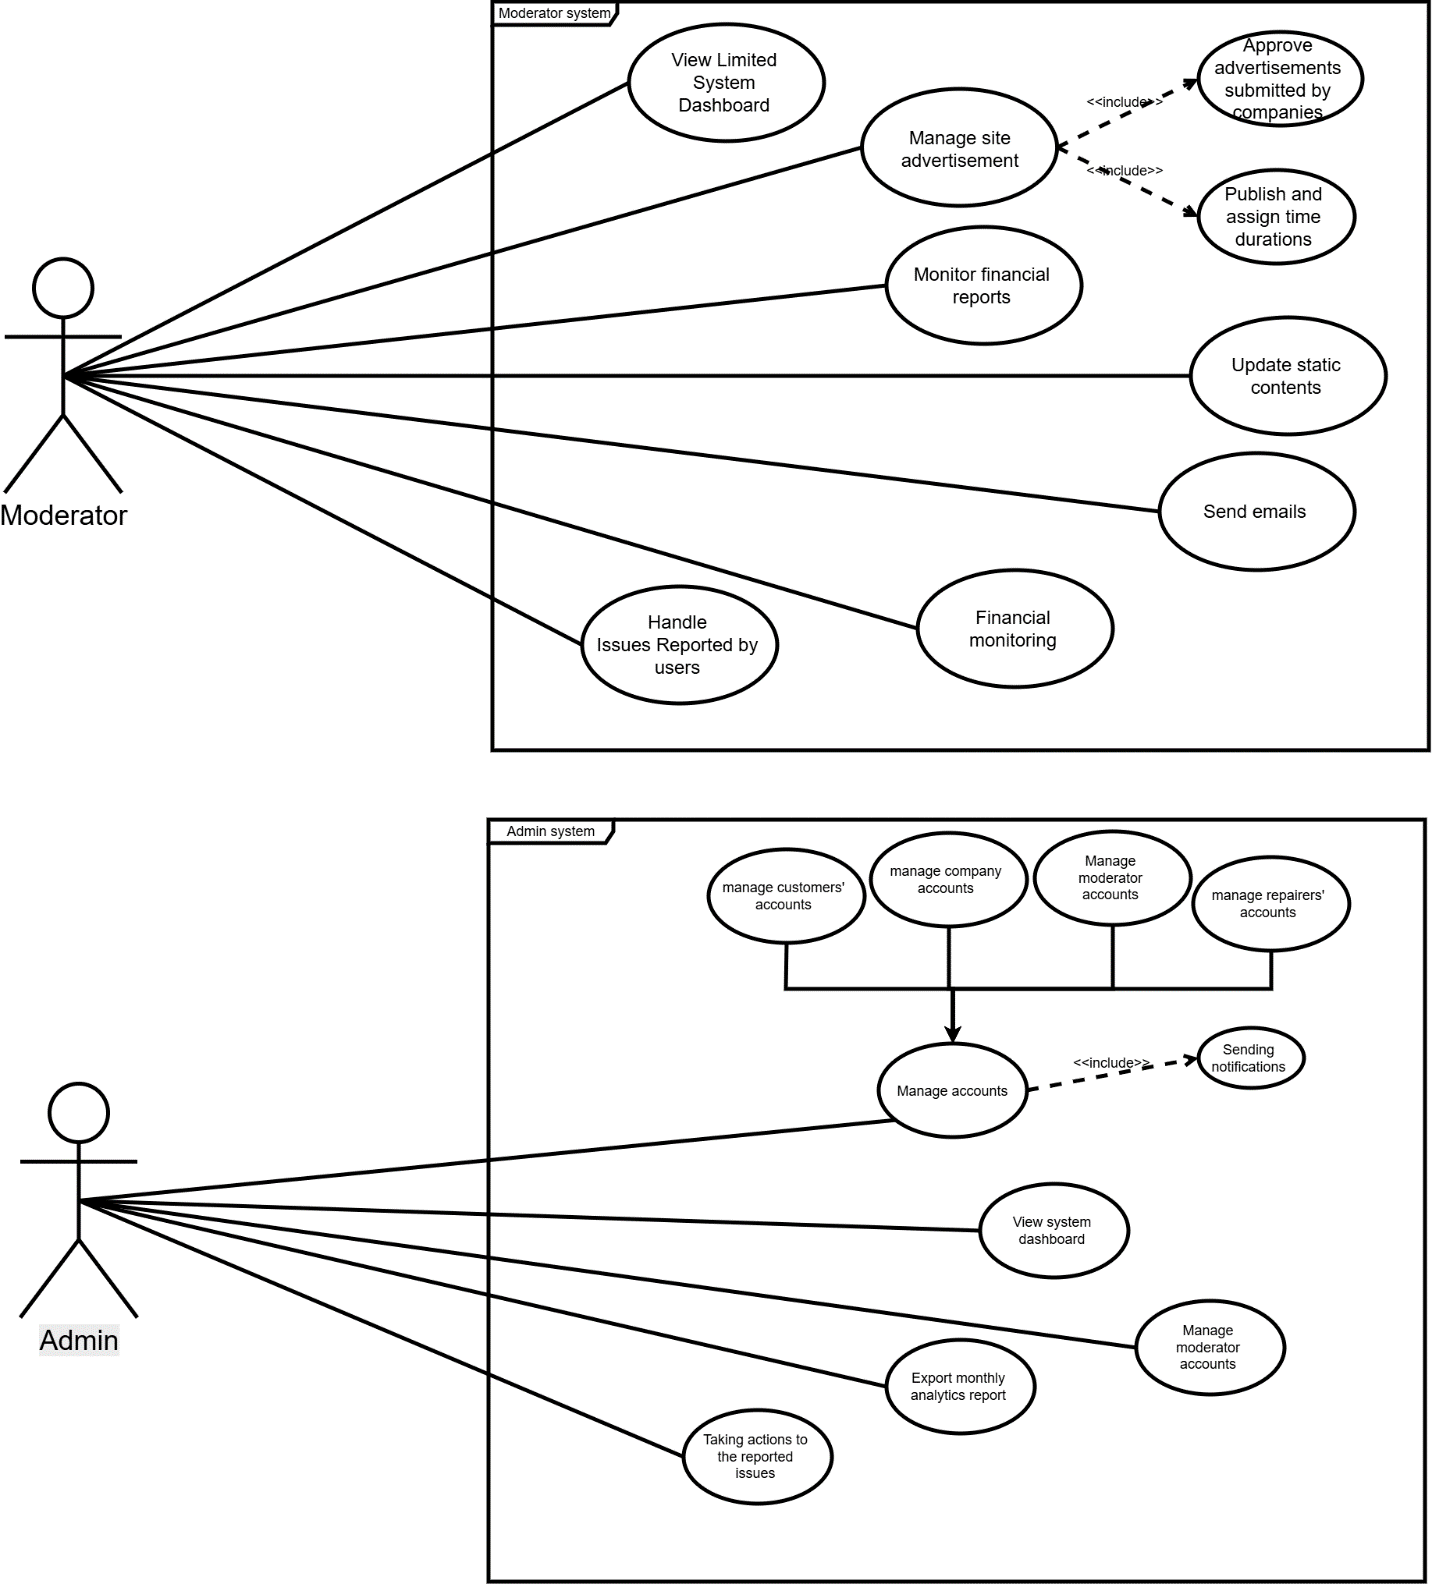 Moderator system
View Limited
System
Dashboard
Approve
advertisements
submitted by
companies
<<include>>
Manage site
advertisement
<<include>>
Publish and
assign time
durations
Monitor financial
reports
Update static
contents
Moderator
Send emails
Handle
Issues Reported by
users
Financial
monitoring
Admin system
manage customers'
accounts
manage company
accounts
Manage
moderator
accounts
manage repairers'
accounts
Manage accounts
<<include>>
Sending
notifications
View system
dashboard
Admin
Manage
moderator
accounts
Export monthly
analytics report
Taking actions to
the reported
issues